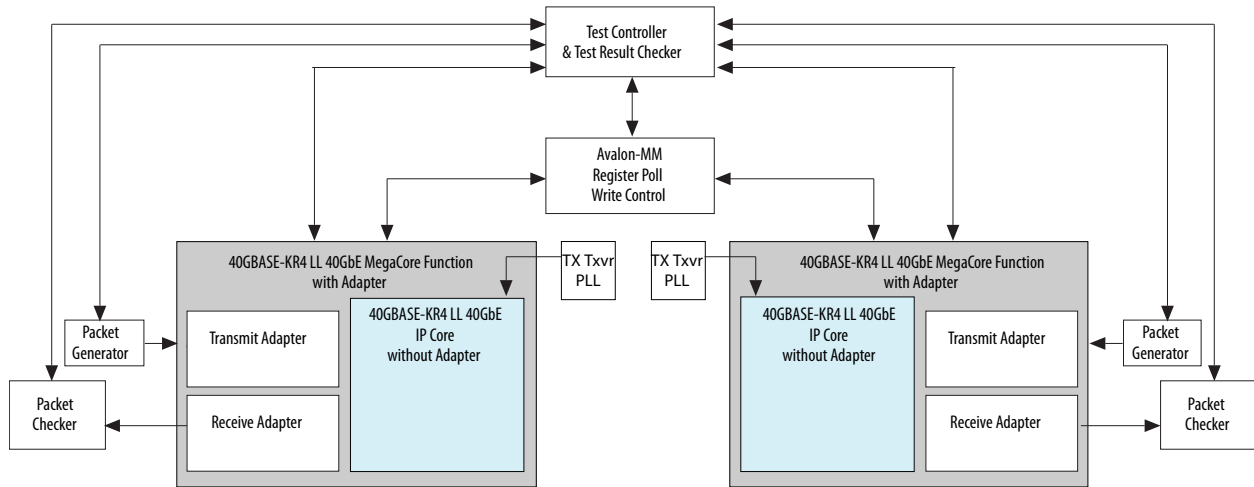 Test Controller
& Test Result Checker
Avalon-MM
Register Poll
Write Control
40GBASE-KR4 LL 40GbE MegaCore Function
with Adapter
TX Txvr
PLL
TX Txvr
PLL
40GBASE-KR4 LL 40GbE MegaCore Function
with Adapter
Packet
Generator
Transmit Adapter
40GBASE-KR4 LL 40GbE
IP Core
without Adapter
40GBASE-KR4 LL 40GbE
IP Core
without Adapter
Transmit Adapter
Packet
Generator
Packet
Checker
Receive Adapter
Receive Adapter
Packet
Checker